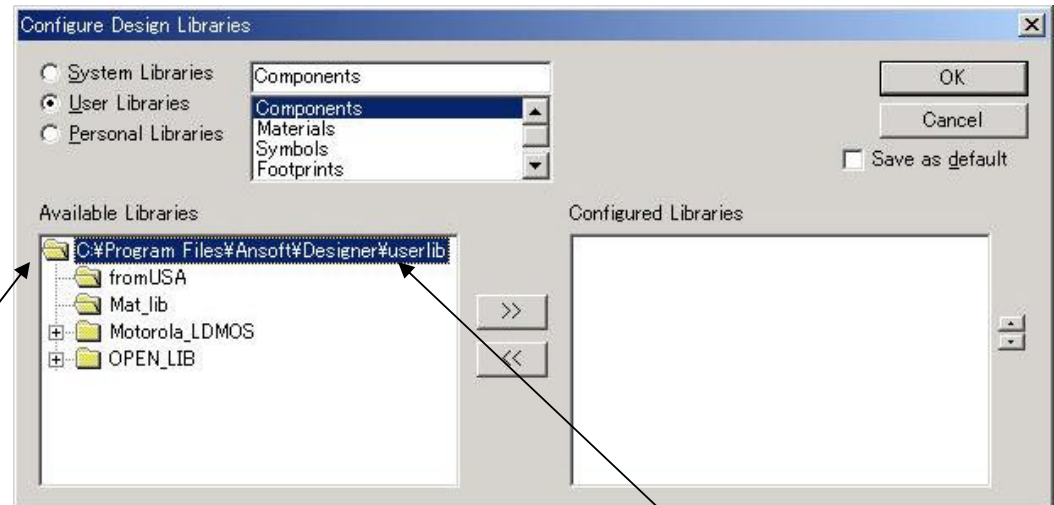 Configure Design Libraries
System Libraries
User Libraries
Personal Libraries
Components
Components
Materials
Symbols
Footprints
OK
Cancel
Save as default
Available Libraries
C:¥Program Files¥Ansoft¥Designer¥userlib
fromUSA
Mat_lib
Motorola_LDMOS
OPEN_LIB
>>
<<
Configured Libraries